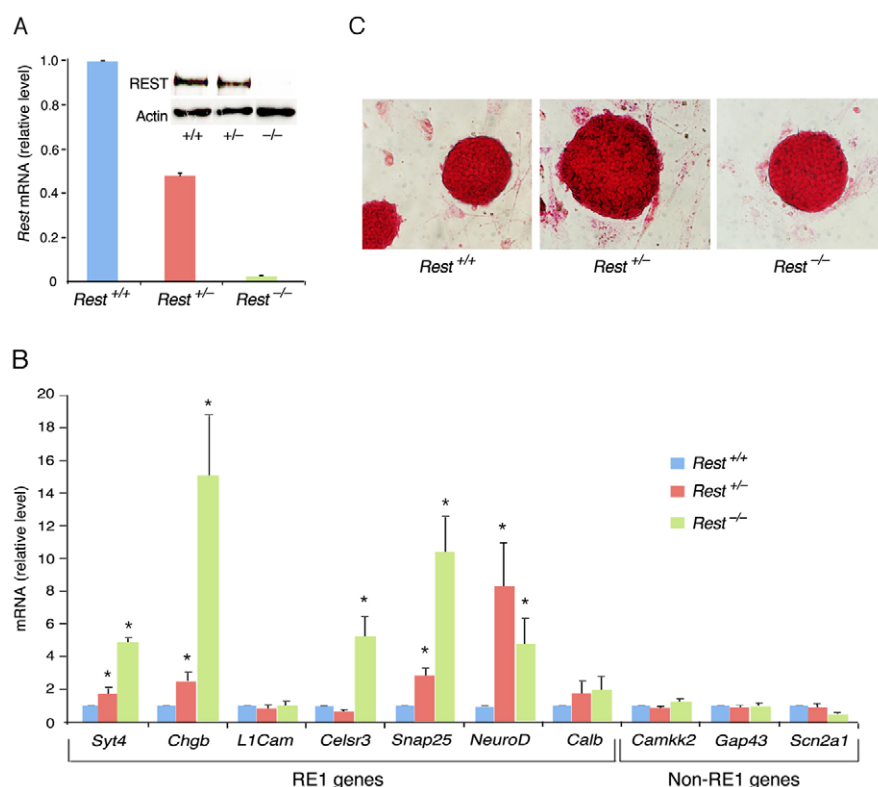 A
Rest mRNA (relative level)
1.0
0.8
0.6
0.4
0.2
0
REST
Actin
+/+ +/– –/–
Rest +/+ Rest +/– Rest –/–
C
Rest +/+ Rest +/– Rest –/–
B
mRNA (relative level)
20
18
16
14
12
10
8
6
4
2
0
* * * * * * * * *
Rest +/+
Rest +/–
Rest –/–
Syt4 Chgb L1Cam Celsr3 Snap25 NeuroD Calb Camkk2 Gap43 Scn2a1
RE1 genes Non-RE1 genes